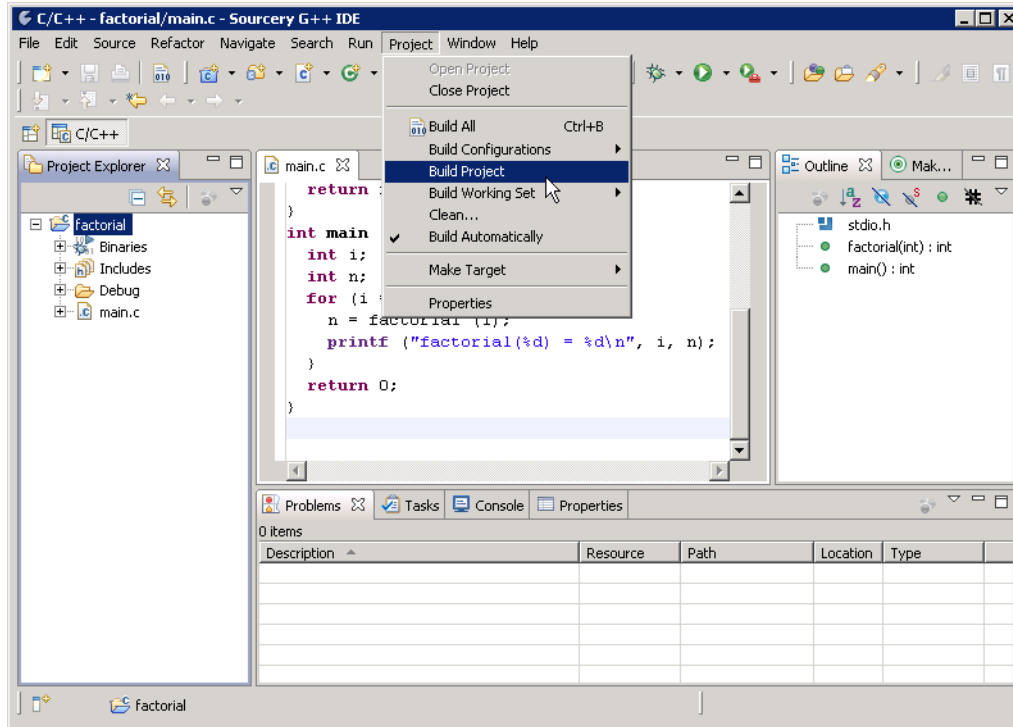 C/C++ - factorial/main.c - Sourcery G++ IDE
File Edit Source Refactor Navigate Search Run Project Window Help
Open Project
Close Project
Build All Ctrl+B
Build Configurations
Build Project
Build Working Set
Clean...
Build Automatically
Make Target
Properties
C/C++
Project Explorer
factorial
Binaries
Includes
Debug
main.c
main.c
return
}
int main
int i;
int n;
for (i
n = factorial (i);
printf ("factorial(%d) = %d\n", i, n);
}
return 0;
}
Outline Mak...
stdio.h
factorial(int) : int
main() : int
Problems Tasks Console Properties
0 items
Description Resource Path Location Type
factorial